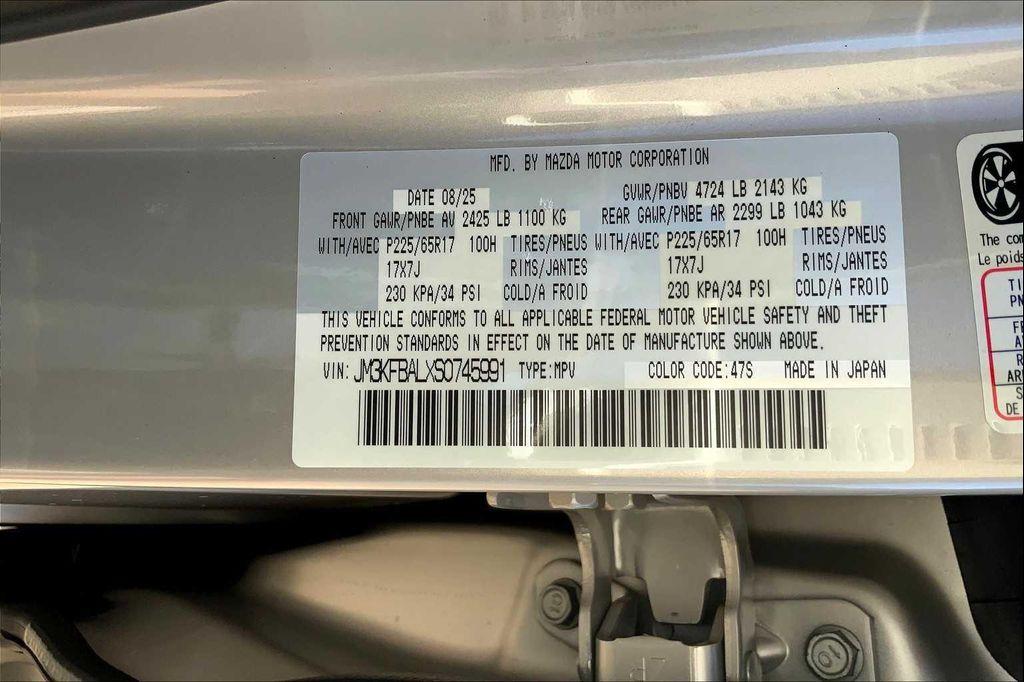 MFD. BY MAZDA MOTOR CORPORATION
DATE 08/25 GVWR/PNBV 4724 LB 2143 KG
FRONT GAWR/PNBE AV 2425 LB 1100 KG REAR GAWR/PNBE AR 2299 LB 1043 KG
WITH/AVEC P225/65R17 100H TIRES/PNEUS WITH/AVEC P225/65R17 100H TIRES/PNEUS
17X7J RIMS/JANTES 17X7J RIMS/JANTES
230 KPA/34 PSI COLD/A FROID 230 KPA/34 PSI COLD/A FROID
THIS VEHICLE CONFORMS TO ALL APPLICABLE FEDERAL MOTOR VEHICLE SAFETY AND THEFT
PREVENTION STANDARDS IN EFFECT ON THE DATE OF MANUFACTURE SHOWN ABOVE.
VIN: JM3KFBALXS0745991 TYPE:MPV COLOR CODE:47S MADE IN JAPAN
The
Le poids
DE
10